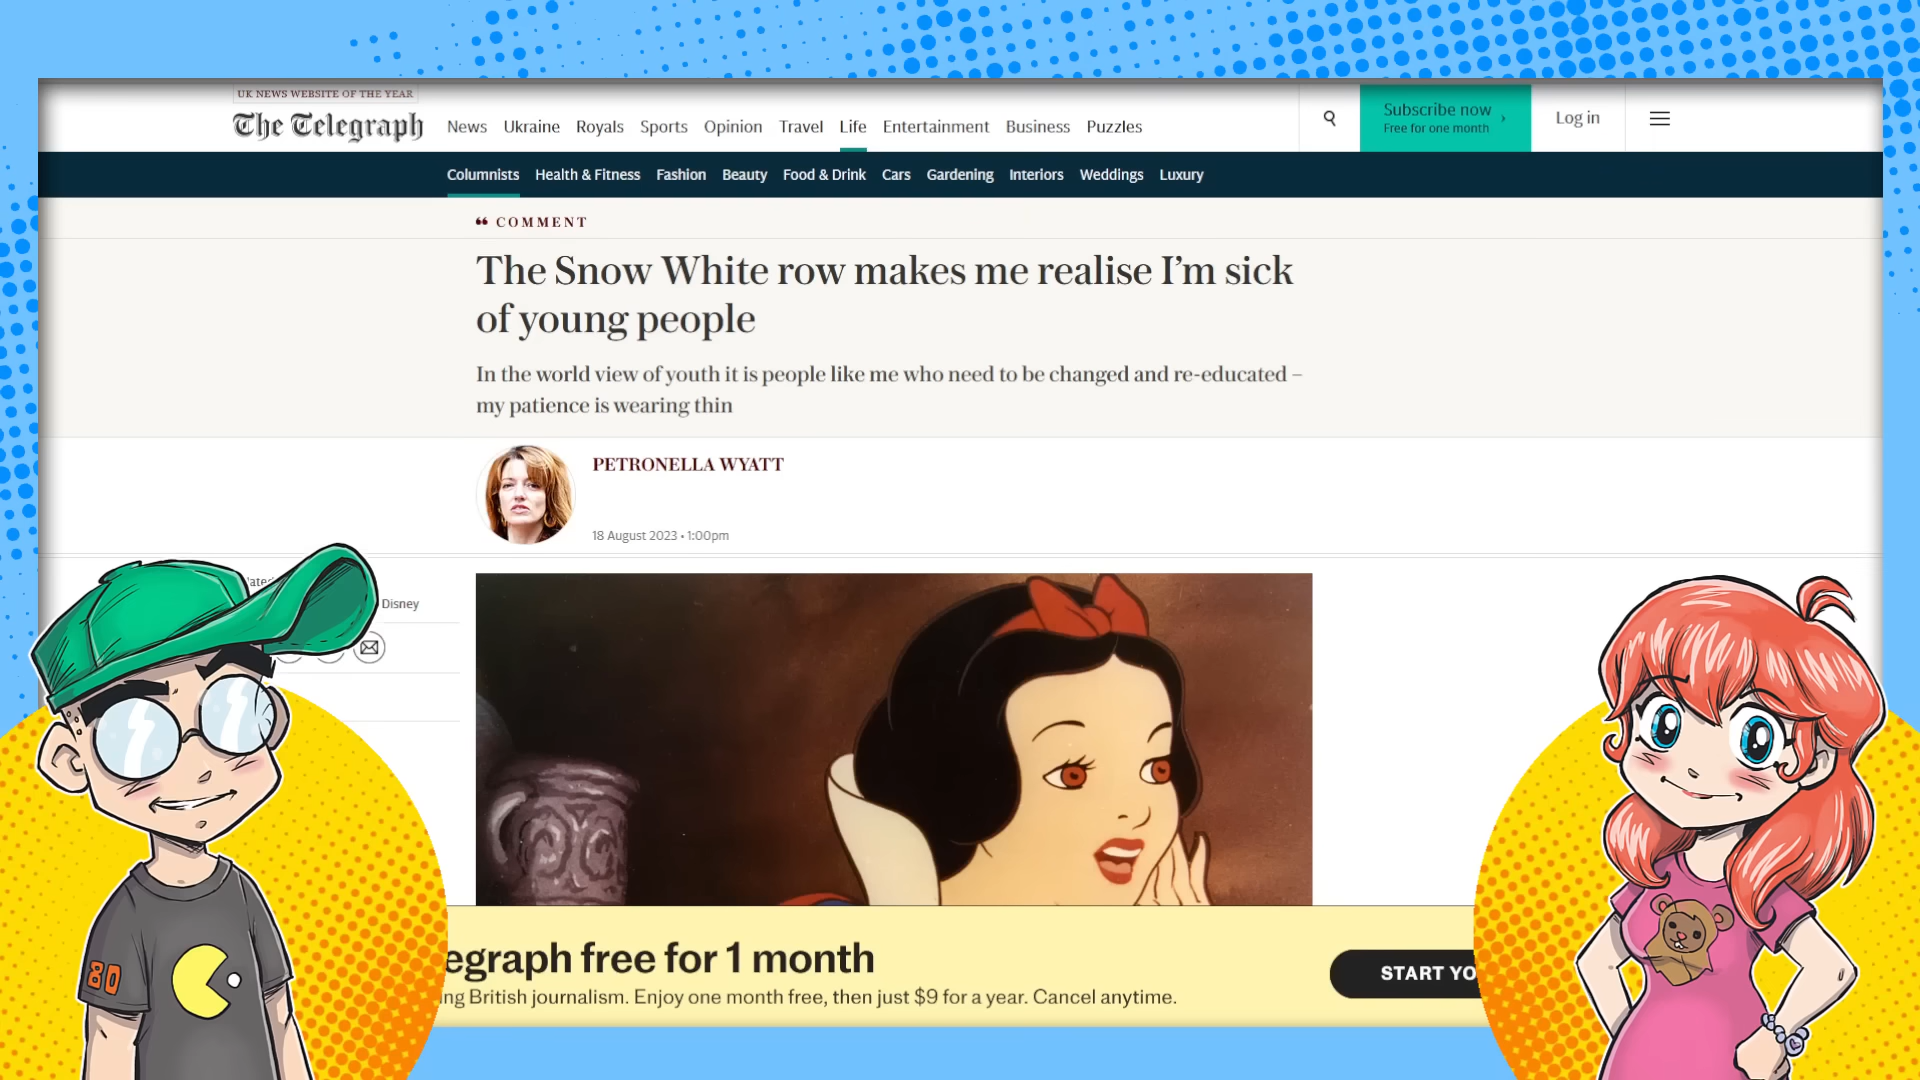 UK NEWS WEBSITE OF THE YEAR
The Telegraph
News Ukraine Royals Sports Opinion Travel Life Entertainment Business Puzzles
Subscribe now ›
Free for one month
Log in
Columnists Health & Fitness Fashion Beauty Food & Drink Cars Gardening Interiors Weddings Luxury
“ COMMENT
The Snow White row makes me realise I’m sick
of young people
In the world view of youth it is people like me who need to be changed and re-educated –
my patience is wearing thin
PETRONELLA WYATT
18 August 2023 • 1:00pm
Disney
egraph free for 1 month
ng British journalism. Enjoy one month free, then just $9 for a year. Cancel anytime.
START YO
80